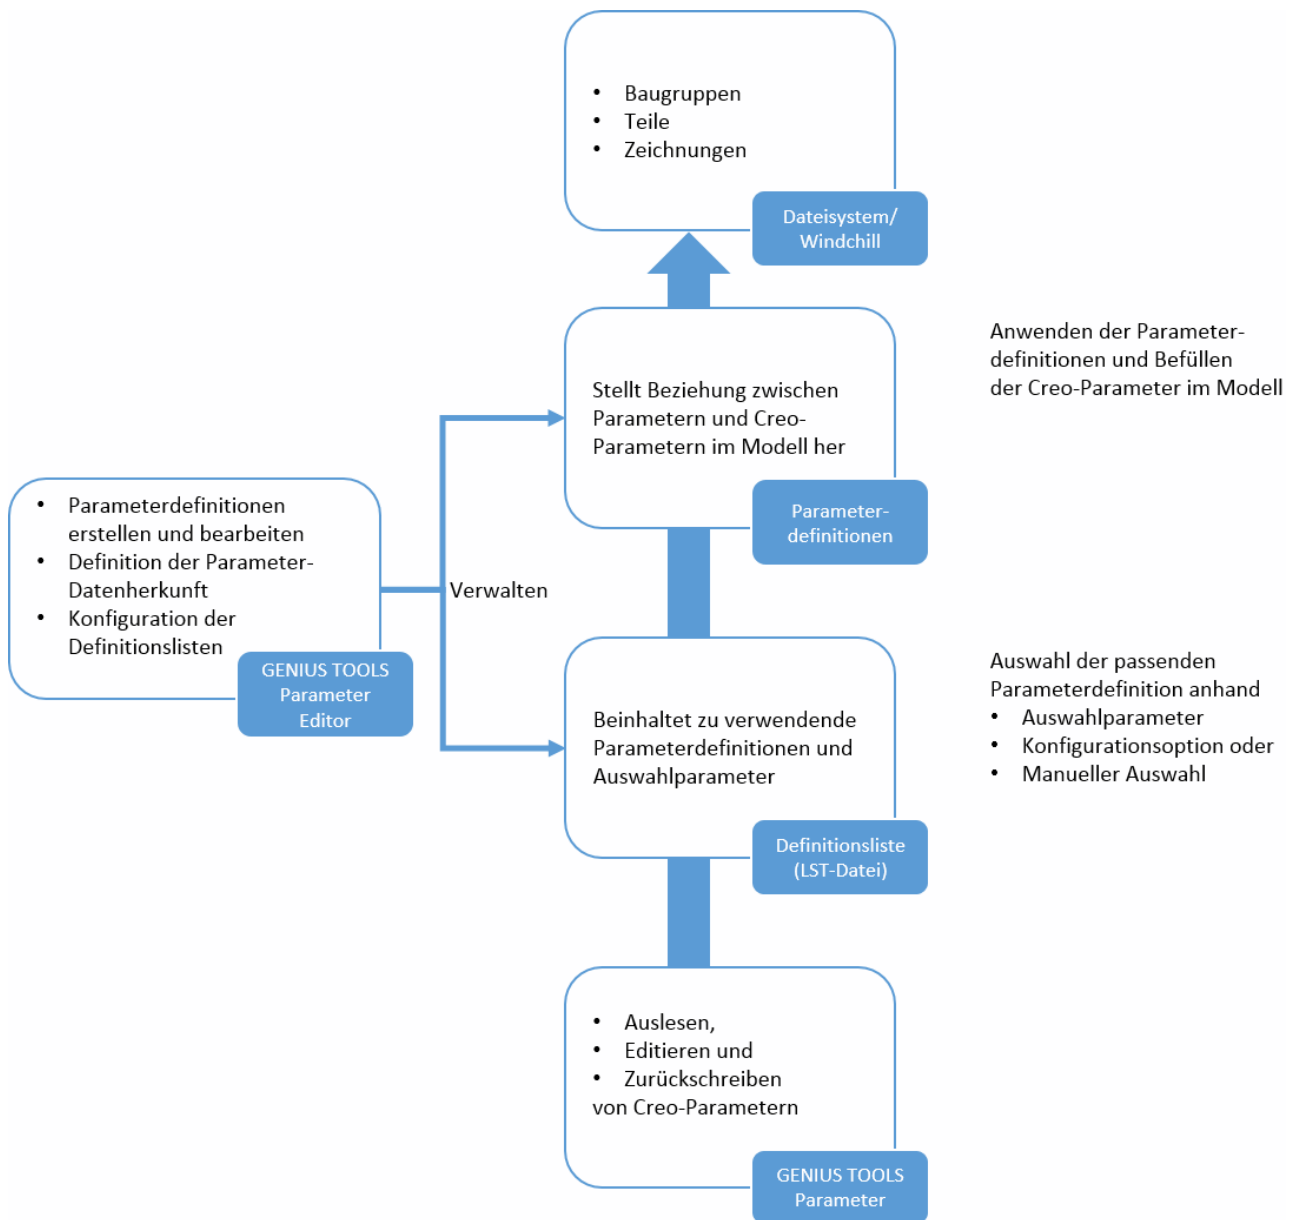 • Baugruppen
• Teile
• Zeichnungen
Dateisystem/
Windchill
Stellt Beziehung zwischen
Parametern und Creo-
Parametern im Modell her
Parameter-
definitionen
Anwenden der Parameter-
definitionen und Befüllen
der Creo-Parameter im Modell
• Parameterdefinitionen
erstellen und bearbeiten
• Definition der Parameter-
Datenherkunft
• Konfiguration der
Definitionslisten
GENIUS TOOLS
Parameter
Editor
Verwalten
Beinhaltet zu verwendende
Parameterdefinitionen und
Auswahlparameter
Definitionsliste
(LST-Datei)
Auswahl der passenden
Parameterdefinition anhand
• Auswahlparameter
• Konfigurationsoption oder
• Manueller Auswahl
• Auslesen,
• Editieren und
• Zurückschreiben
von Creo-Parametern
GENIUS TOOLS
Parameter